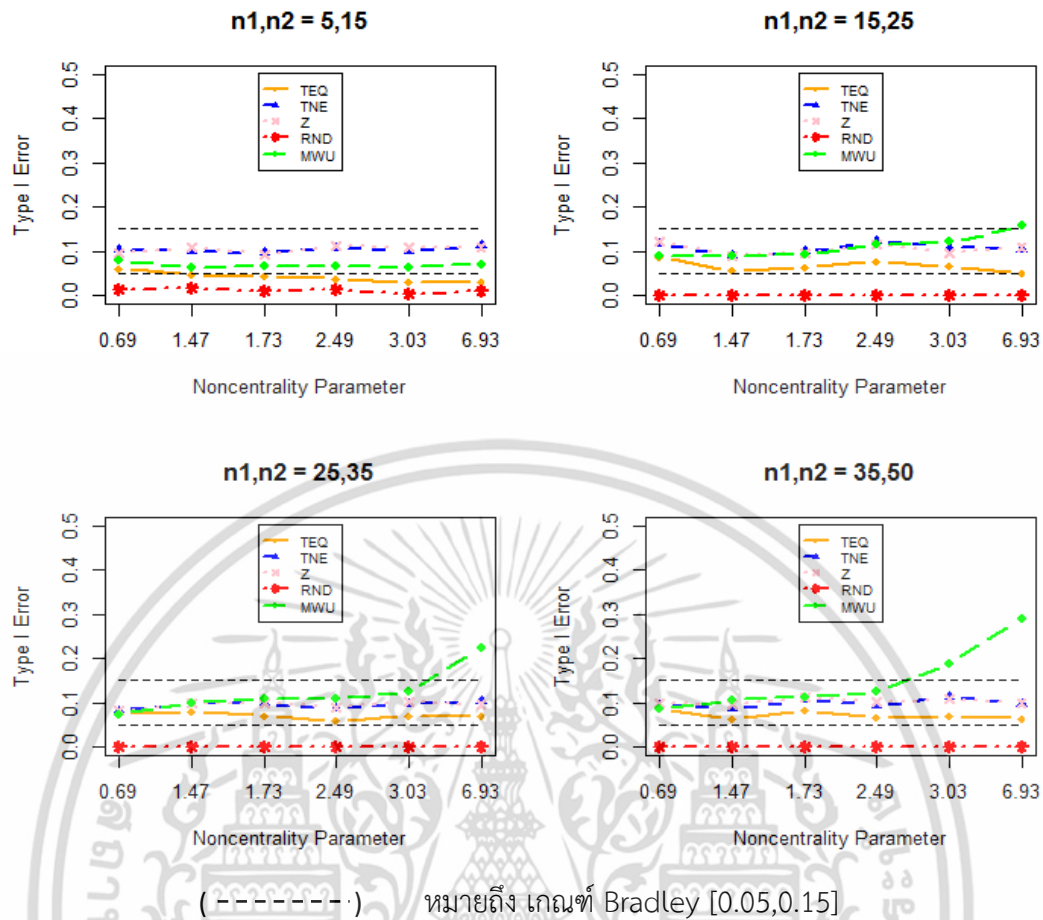 n1,n2 = 5,15
0.5
0.4
0.3
0.2
0.1
0.0
Type I Error
TEQ
TNE
Z
RND
MWU
0.69 1.47 1.73 2.49 3.03 6.93
Noncentrality Parameter
n1,n2 = 15,25
0.5
0.4
0.3
0.2
0.1
0.0
Type I Error
TEQ
TNE
Z
RND
MWU
0.69 1.47 1.73 2.49 3.03 6.93
Noncentrality Parameter
n1,n2 = 25,35
0.5
0.4
0.3
0.2
0.1
0.0
Type I Error
TEQ
TNE
Z
RND
MWU
0.69 1.47 1.73 2.49 3.03 6.93
Noncentrality Parameter
n1,n2 = 35,50
0.5
0.4
0.3
0.2
0.1
0.0
Type I Error
TEQ
TNE
Z
RND
MWU
0.69 1.47 1.73 2.49 3.03 6.93
Noncentrality Parameter
(---------) หมายถึง เกณฑ์ Bradley [0.05,0.15]